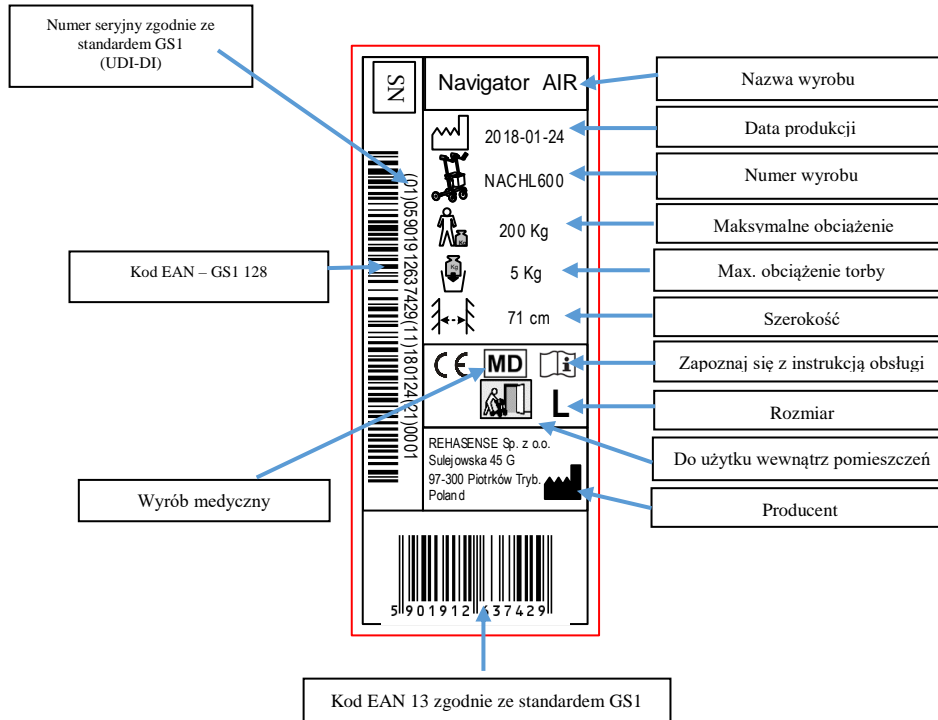 Numer seryjny zgodnie ze
standardem GS1
(UDI-DI)
Kod EAN – GS1 128
Wyrób medyczny
SN
(01)05901912637429(11)180124(21)0001
Navigator AIR
2018-01-24
NACHL600
200 Kg
Kg
5 Kg
Kg
71 cm
CE MD i
L
REHASENSE Sp. z o.o.
Sulejowska 45 G
97-300 Piotrków Tryb.
Poland
5 901912 637429
Nazwa wyrobu
Data produkcji
Numer wyrobu
Maksymalne obciażenie
Max. obciążenie torby
Szerokość
Zapoznaj się z instrukcją obsługi
Rozmiar
Do użytku wewnątrz pomieszczeń
Producent
Kod EAN 13 zgodnie ze standardem GS1